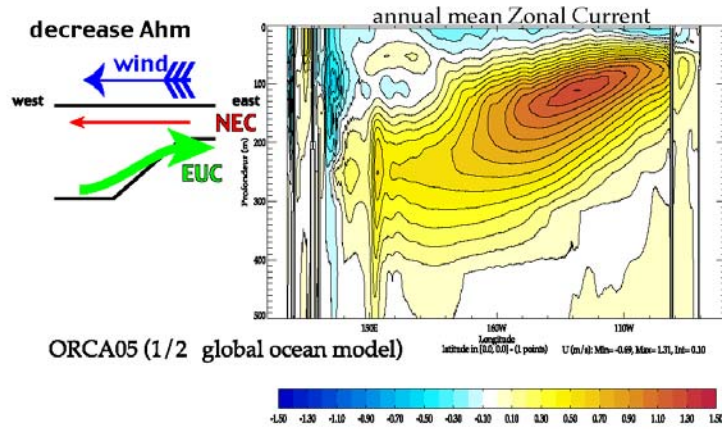 annual mean Zonal Current
decrease Ahm
wind
west
east
NEC
EUC
Profondeur (m)
0
100
200
300
400
500
150E
160W
110W
Longitude
latitude in [0.0, 0.0] - (1 points)
U (m/s): Min= -0.69, Max= 1.31, Int= 0.10
ORCA05 (1/2 global ocean model)
-1.50 -1.10 -0.70 -0.30 0.10 0.50 0.90 1.30
-1.30 -0.90 -0.50 -0.10 0.30 0.70 1.10 1.50